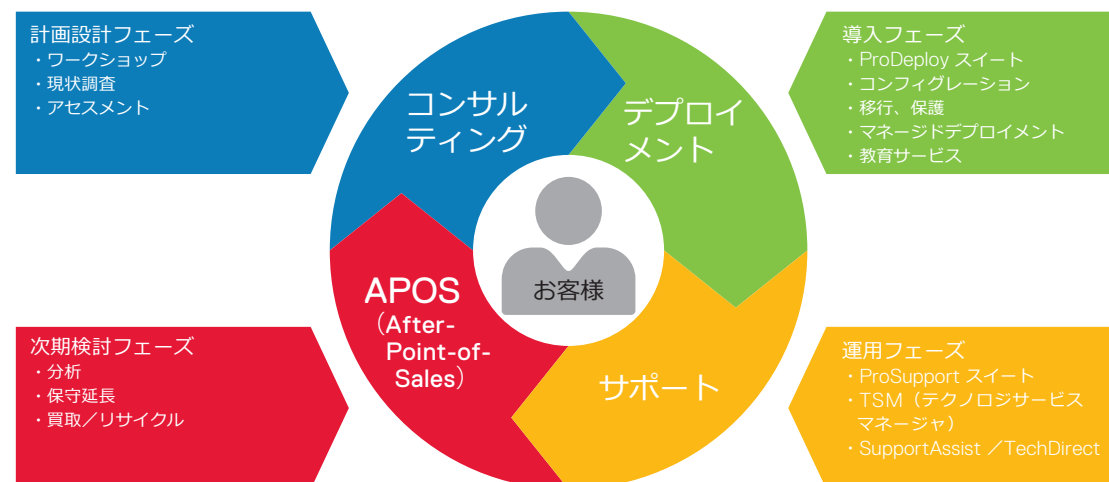 計画設計フェーズ
・ワークショップ
・現状調査
・アセスメント
コンサル
ティング
デプロイ
メント
導入フェーズ
・ProDeploy スイート
・コンフィグレーション
・移行、保護
・マネージドデプロイメント
・教育サービス
お客様
APOS
（After-
Point-of-
Sales）
サポート
次期検討フェーズ
・分析
・保守延長
・買取／リサイクル
運用フェーズ
・ProSupport スイート
・TSM（テクノロジサービス
マネージャ）
・SupportAssist ／TechDirect